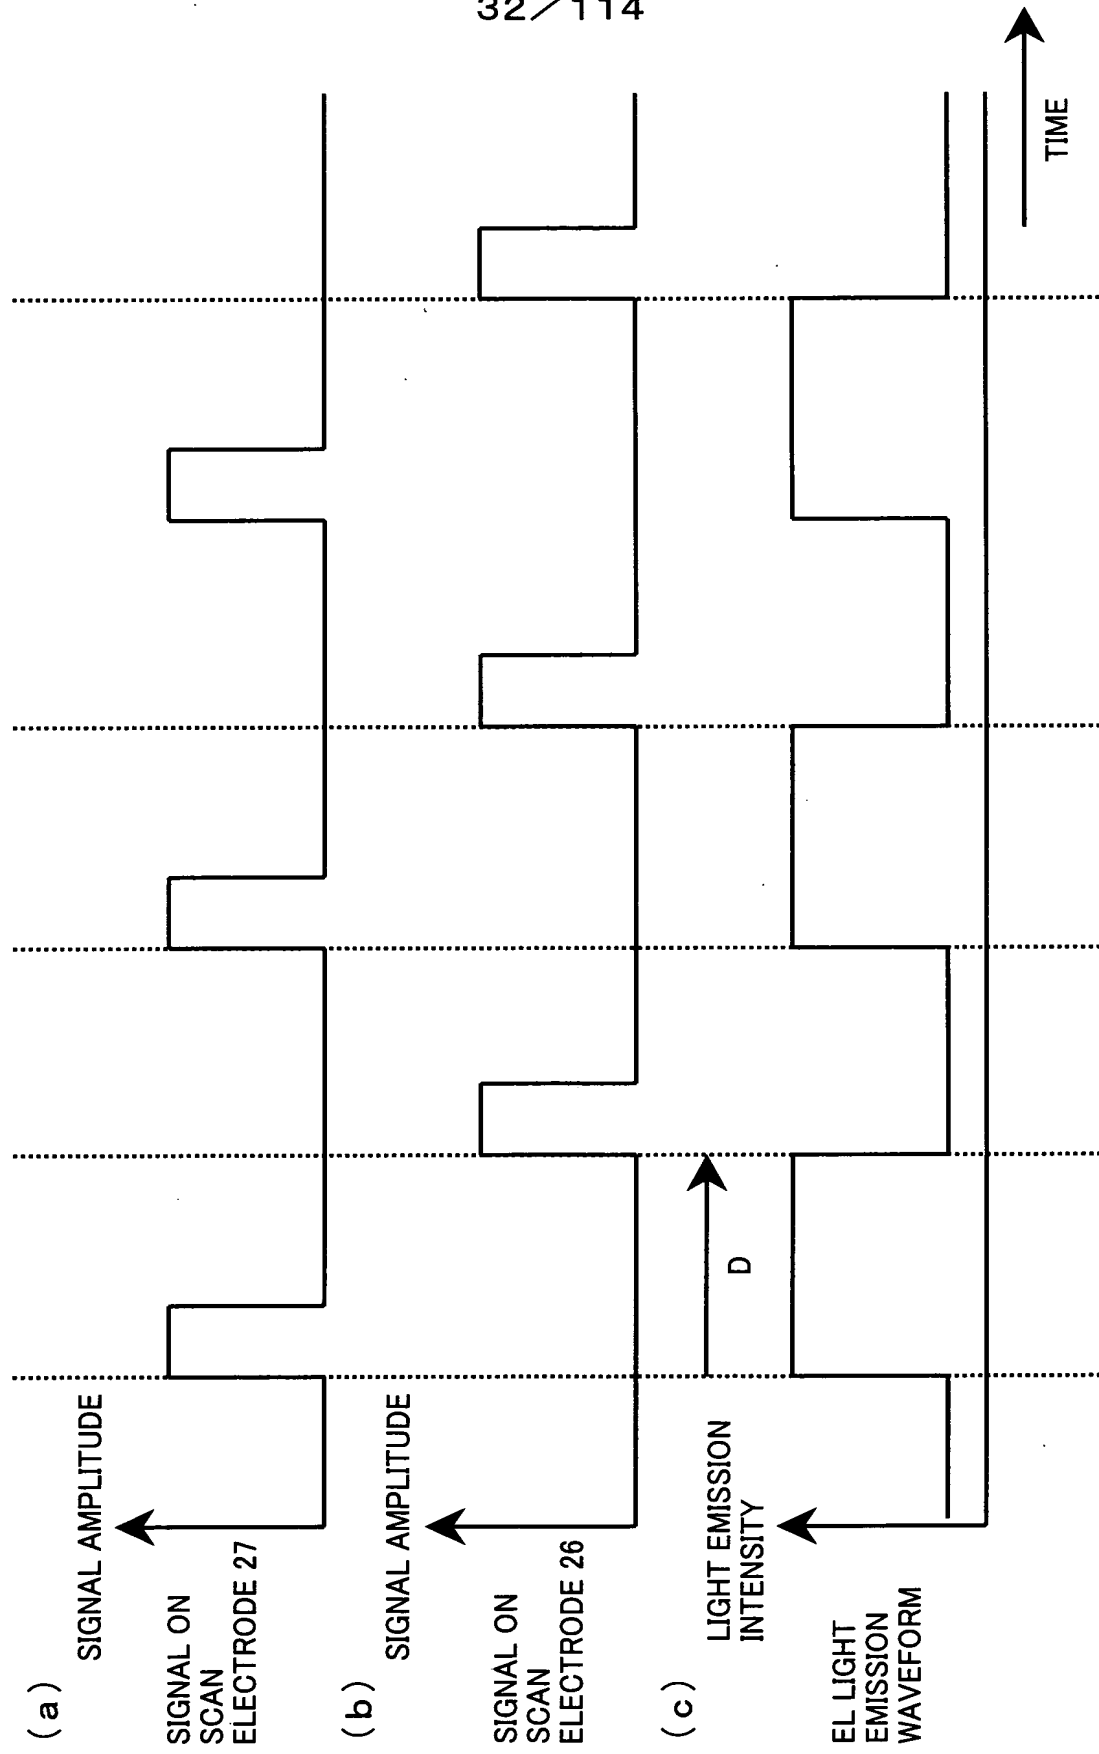 32/114
(a)
SIGNAL AMPLITUDE
SIGNAL ON
SCAN
ELECTRODE 27
(b)
SIGNAL AMPLITUDE
SIGNAL ON
SCAN
ELECTRODE 26
(c)
LIGHT EMISSION
INTENSITY
D
EL LIGHT
EMISSION
WAVEFORM
TIME